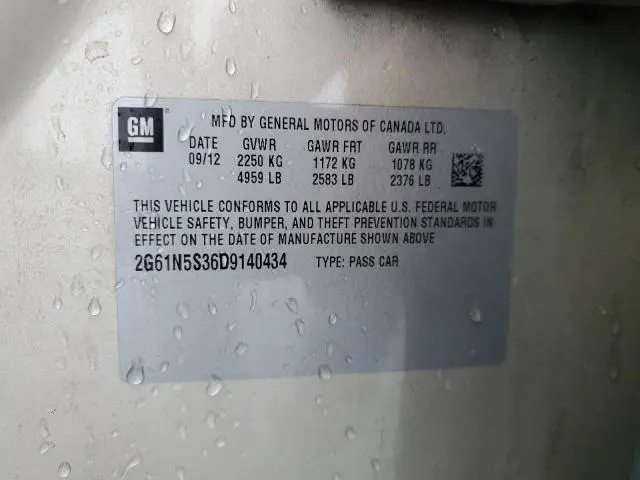 GM
MFD BY GENERAL MOTORS OF CANADA LTD.
DATE GVWR GAWR FRT GAWR RR
09/12 2250 KG 1172 KG 1078 KG
4959 LB 2583 LB 2376 LB
THIS VEHICLE CONFORMS TO ALL APPLICABLE U.S. FEDERAL MOTOR
VEHICLE SAFETY, BUMPER, AND THEFT PREVENTION STANDARDS IN
EFFECT ON THE DATE OF MANUFACTURE SHOWN ABOVE
2G61N5S36D9140434 TYPE: PASS CAR